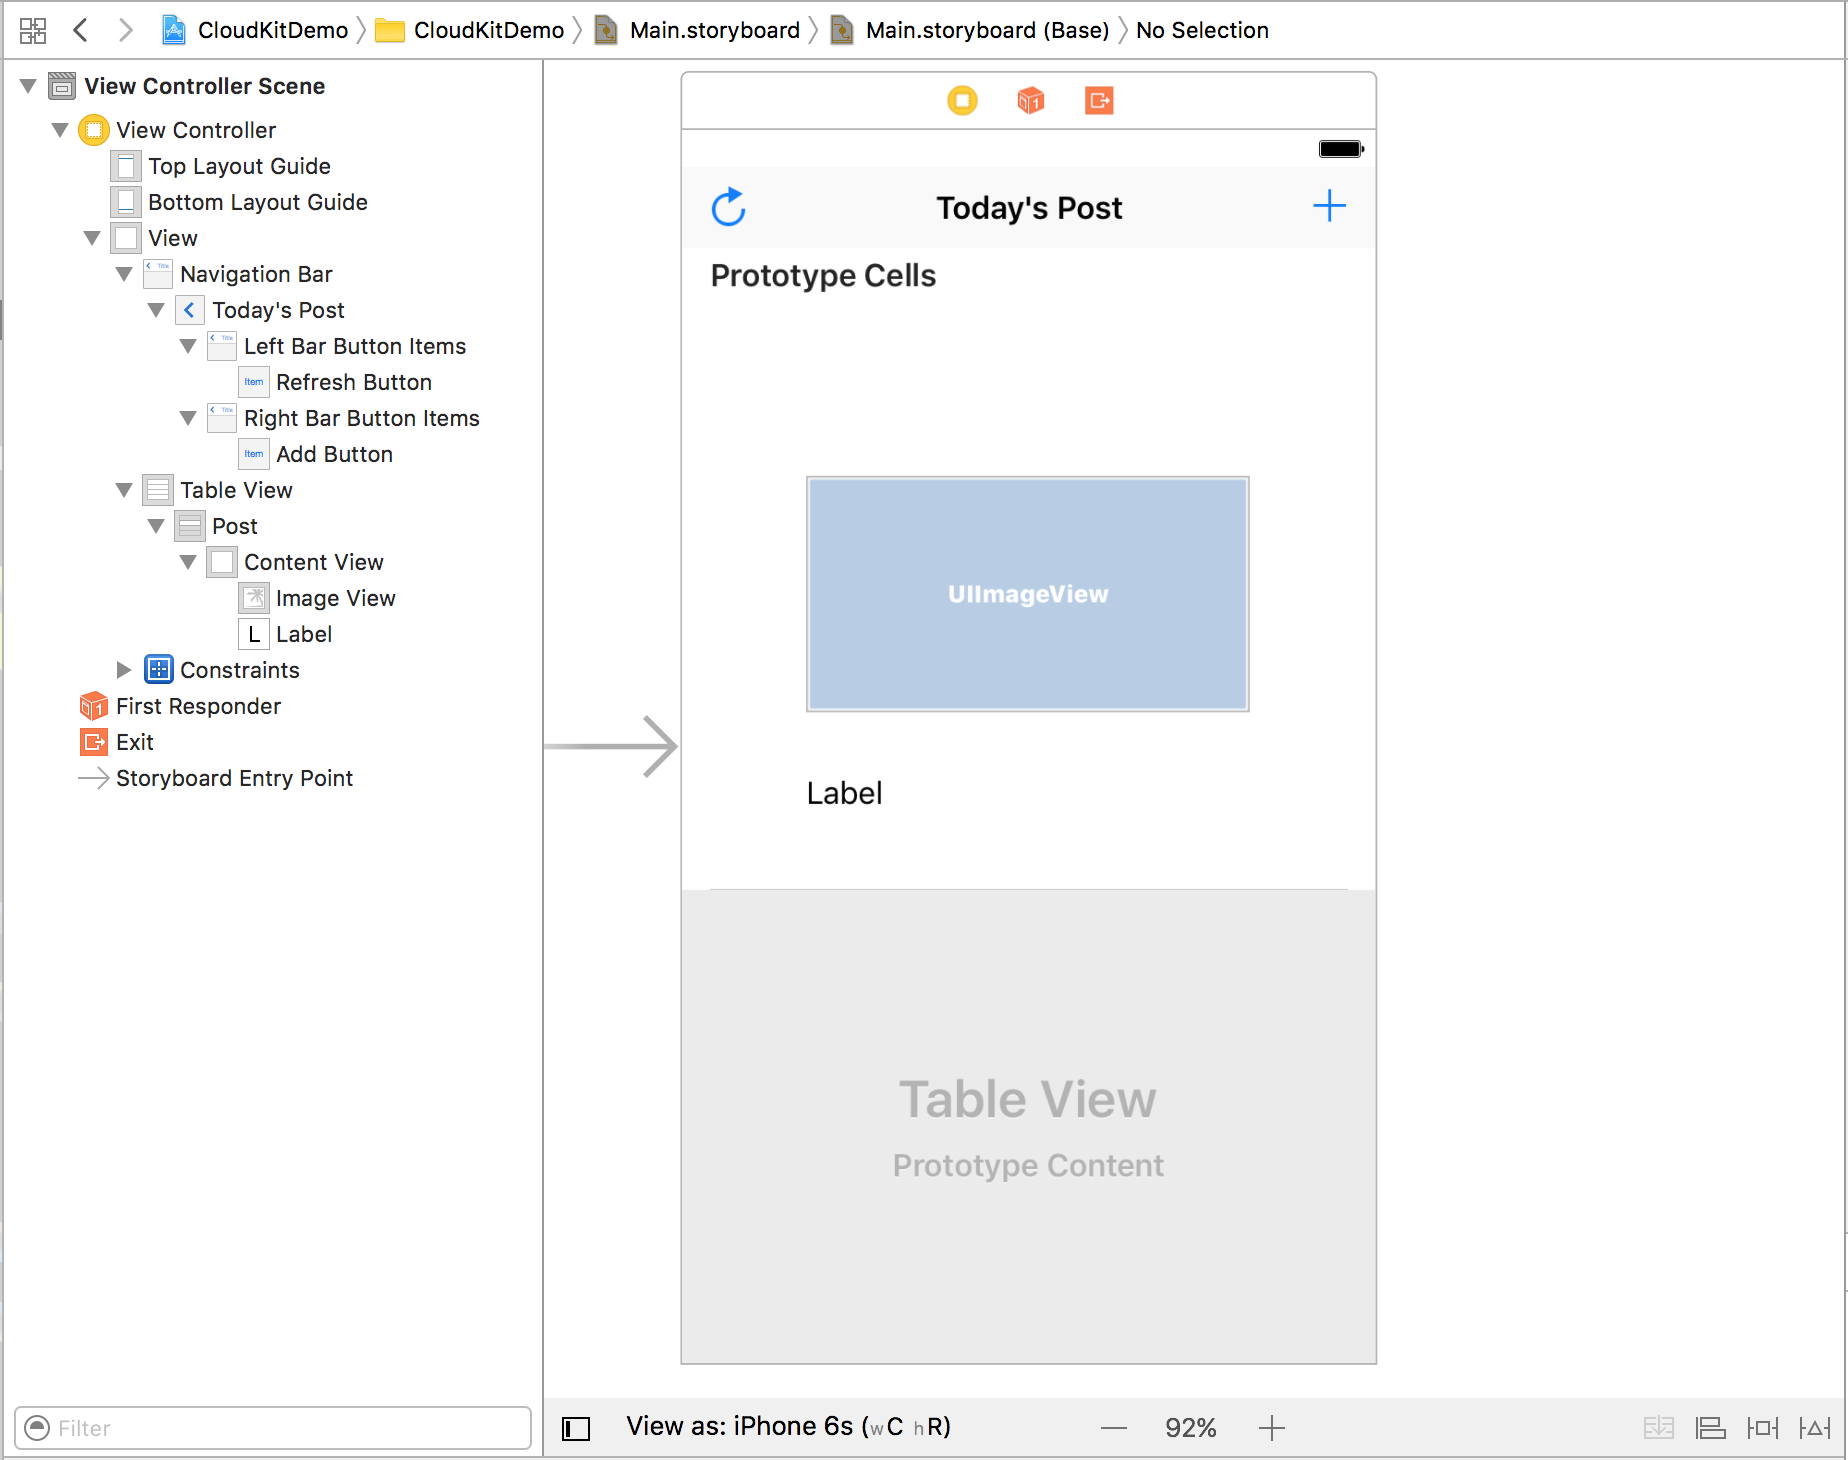 CloudKitDemo CloudKitDemo Main.storyboard Main.storyboard (Base) No Selection
View Controller Scene
View Controller
Top Layout Guide
Bottom Layout Guide
View
Navigation Bar
Today's Post
Left Bar Button Items
Item Refresh Button
Right Bar Button Items
Item Add Button
Table View
Post
Content View
Image View
L Label
Constraints
First Responder
Exit
Storyboard Entry Point
Filter
Today's Post
Prototype Cells
UIImageView
Label
Table View
Prototype Content
View as: iPhone 6s (wC hR)
92%